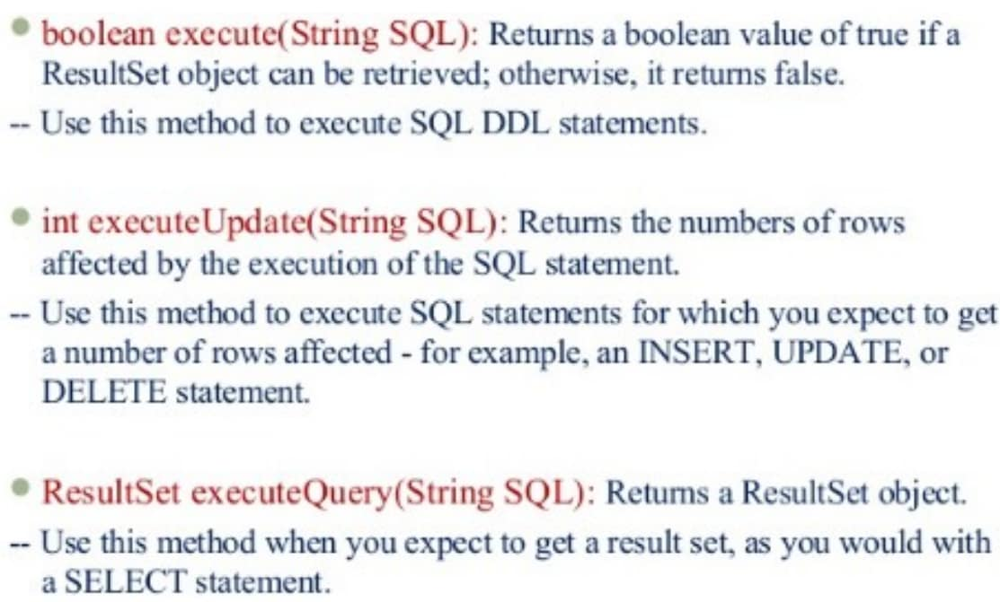 • boolean execute(String SQL): Returns a boolean value of true if a
ResultSet object can be retrieved; otherwise, it returns false.
-- Use this method to execute SQL DDL statements.
• int executeUpdate(String SQL): Returns the numbers of rows
affected by the execution of the SQL statement.
-- Use this method to execute SQL statements for which you expect to get
a number of rows affected - for example, an INSERT, UPDATE, or
DELETE statement.
• ResultSet executeQuery(String SQL): Returns a ResultSet object.
-- Use this method when you expect to get a result set, as you would with
a SELECT statement.